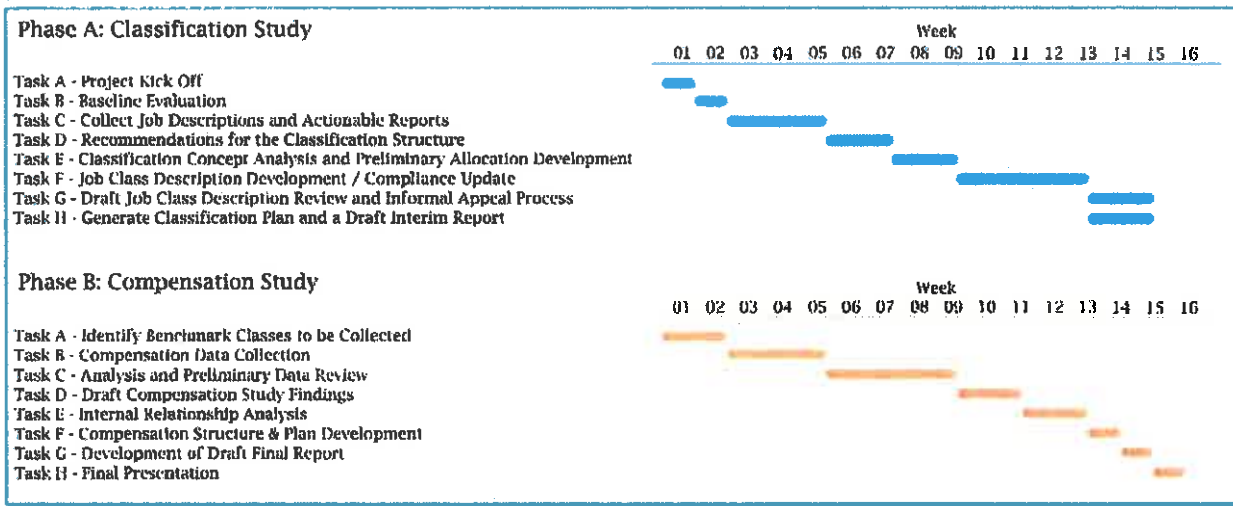 Phase A: Classification Study
Week
01 02 03 04 05 06 07 08 09 10 11 12 13 14 15 16
Task A - Project Kick Off
Task B - Baseline Evaluation
Task C - Collect Job Descriptions and Actionable Reports
Task D - Recommendations for the Classification Structure
Task E - Classification Concept Analysis and Preliminary Allocation Development
Task F - Job Class Description Development / Compliance Update
Task G - Draft Job Class Description Review and Informal Appeal Process
Task H - Generate Classification Plan and a Draft Interim Report
Phase B: Compensation Study
Week
01 02 03 04 05 06 07 08 09 10 11 12 13 14 15 16
Task A - Identify Benchmark Classes to be Collected
Task B - Compensation Data Collection
Task C - Analysis and Preliminary Data Review
Task D - Draft Compensation Study Findings
Task E - Internal Relationship Analysis
Task F - Compensation Structure & Plan Development
Task G - Development of Draft Final Report
Task H - Final Presentation